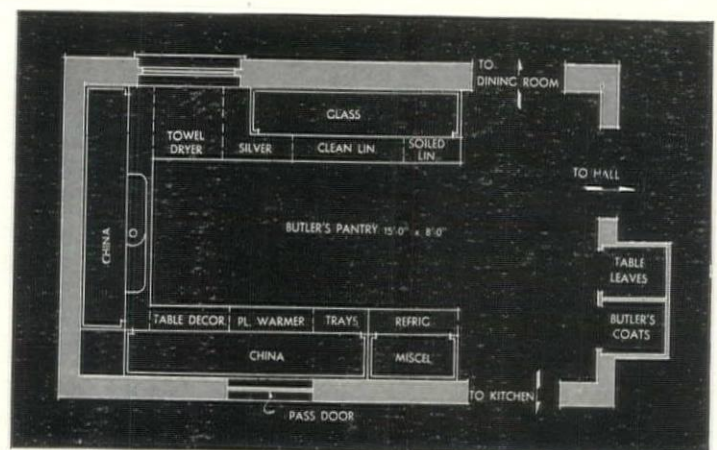 TO
DINING ROOM
GLASS
TOWEL
DRYER
SILVER
CLEAN LIN
SOILED
LIN
TO HALL
CHINA
BUTLER'S PANTRY 15'-0" x 8'-0"
TABLE
LEAVES
TABLE DECOR.
PL. WARMER
TRAYS
REFRIG
BUTLER'S
COATS
CHINA
MISCEL
TO KITCHEN
PASS DOOR